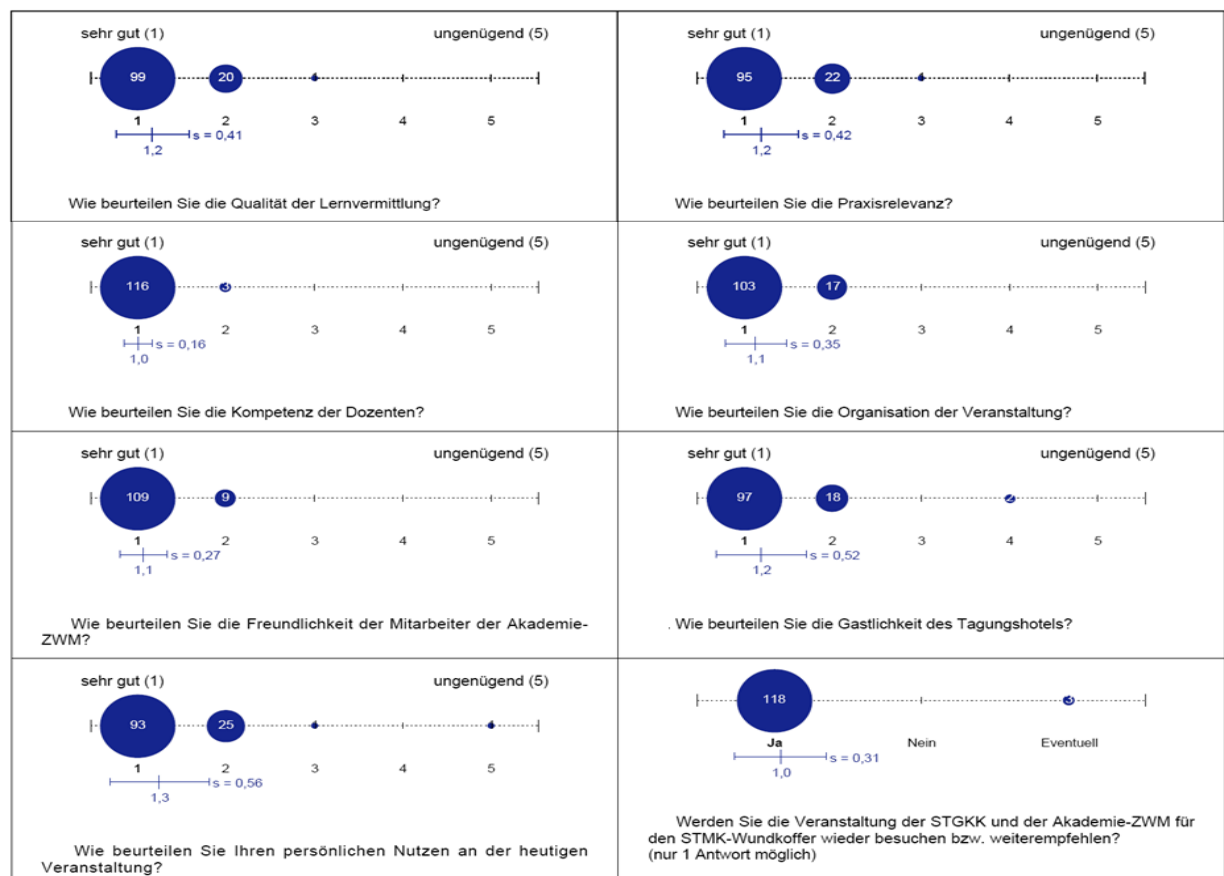 sehr gut (1) ungenügend (5)
99 20
1 2 3 4 5
s = 0,41
1,2
Wie beurteilen Sie die Qualität der Lernvermittlung?
sehr gut (1) ungenügend (5)
95 22
1 2 3 4 5
s = 0,42
1,2
Wie beurteilen Sie die Praxisrelevanz?
sehr gut (1) ungenügend (5)
116 3
1 2 3 4 5
s = 0,16
1,0
Wie beurteilen Sie die Kompetenz der Dozenten?
sehr gut (1) ungenügend (5)
103 17
1 2 3 4 5
s = 0,35
1,1
Wie beurteilen Sie die Organisation der Veranstaltung?
sehr gut (1) ungenügend (5)
109 9
1 2 3 4 5
s = 0,27
1,1
Wie beurteilen Sie die Freundlichkeit der Mitarbeiter der Akademie-
ZWM?
sehr gut (1) ungenügend (5)
97 18 2
1 2 3 4 5
s = 0,52
1,2
. Wie beurteilen Sie die Gastlichkeit des Tagungshotels?
sehr gut (1) ungenügend (5)
93 25
1 2 3 4 5
s = 0,56
1,3
Wie beurteilen Sie Ihren persönlichen Nutzen an der heutigen
Veranstaltung?
118 3
Ja Nein Eventuell
s = 0,31
1,0
Werden Sie die Veranstaltung der STGKK und der Akademie-ZWM für
den STMK-Wundkoffer wieder besuchen bzw. weiterempfehlen?
(nur 1 Antwort möglich)